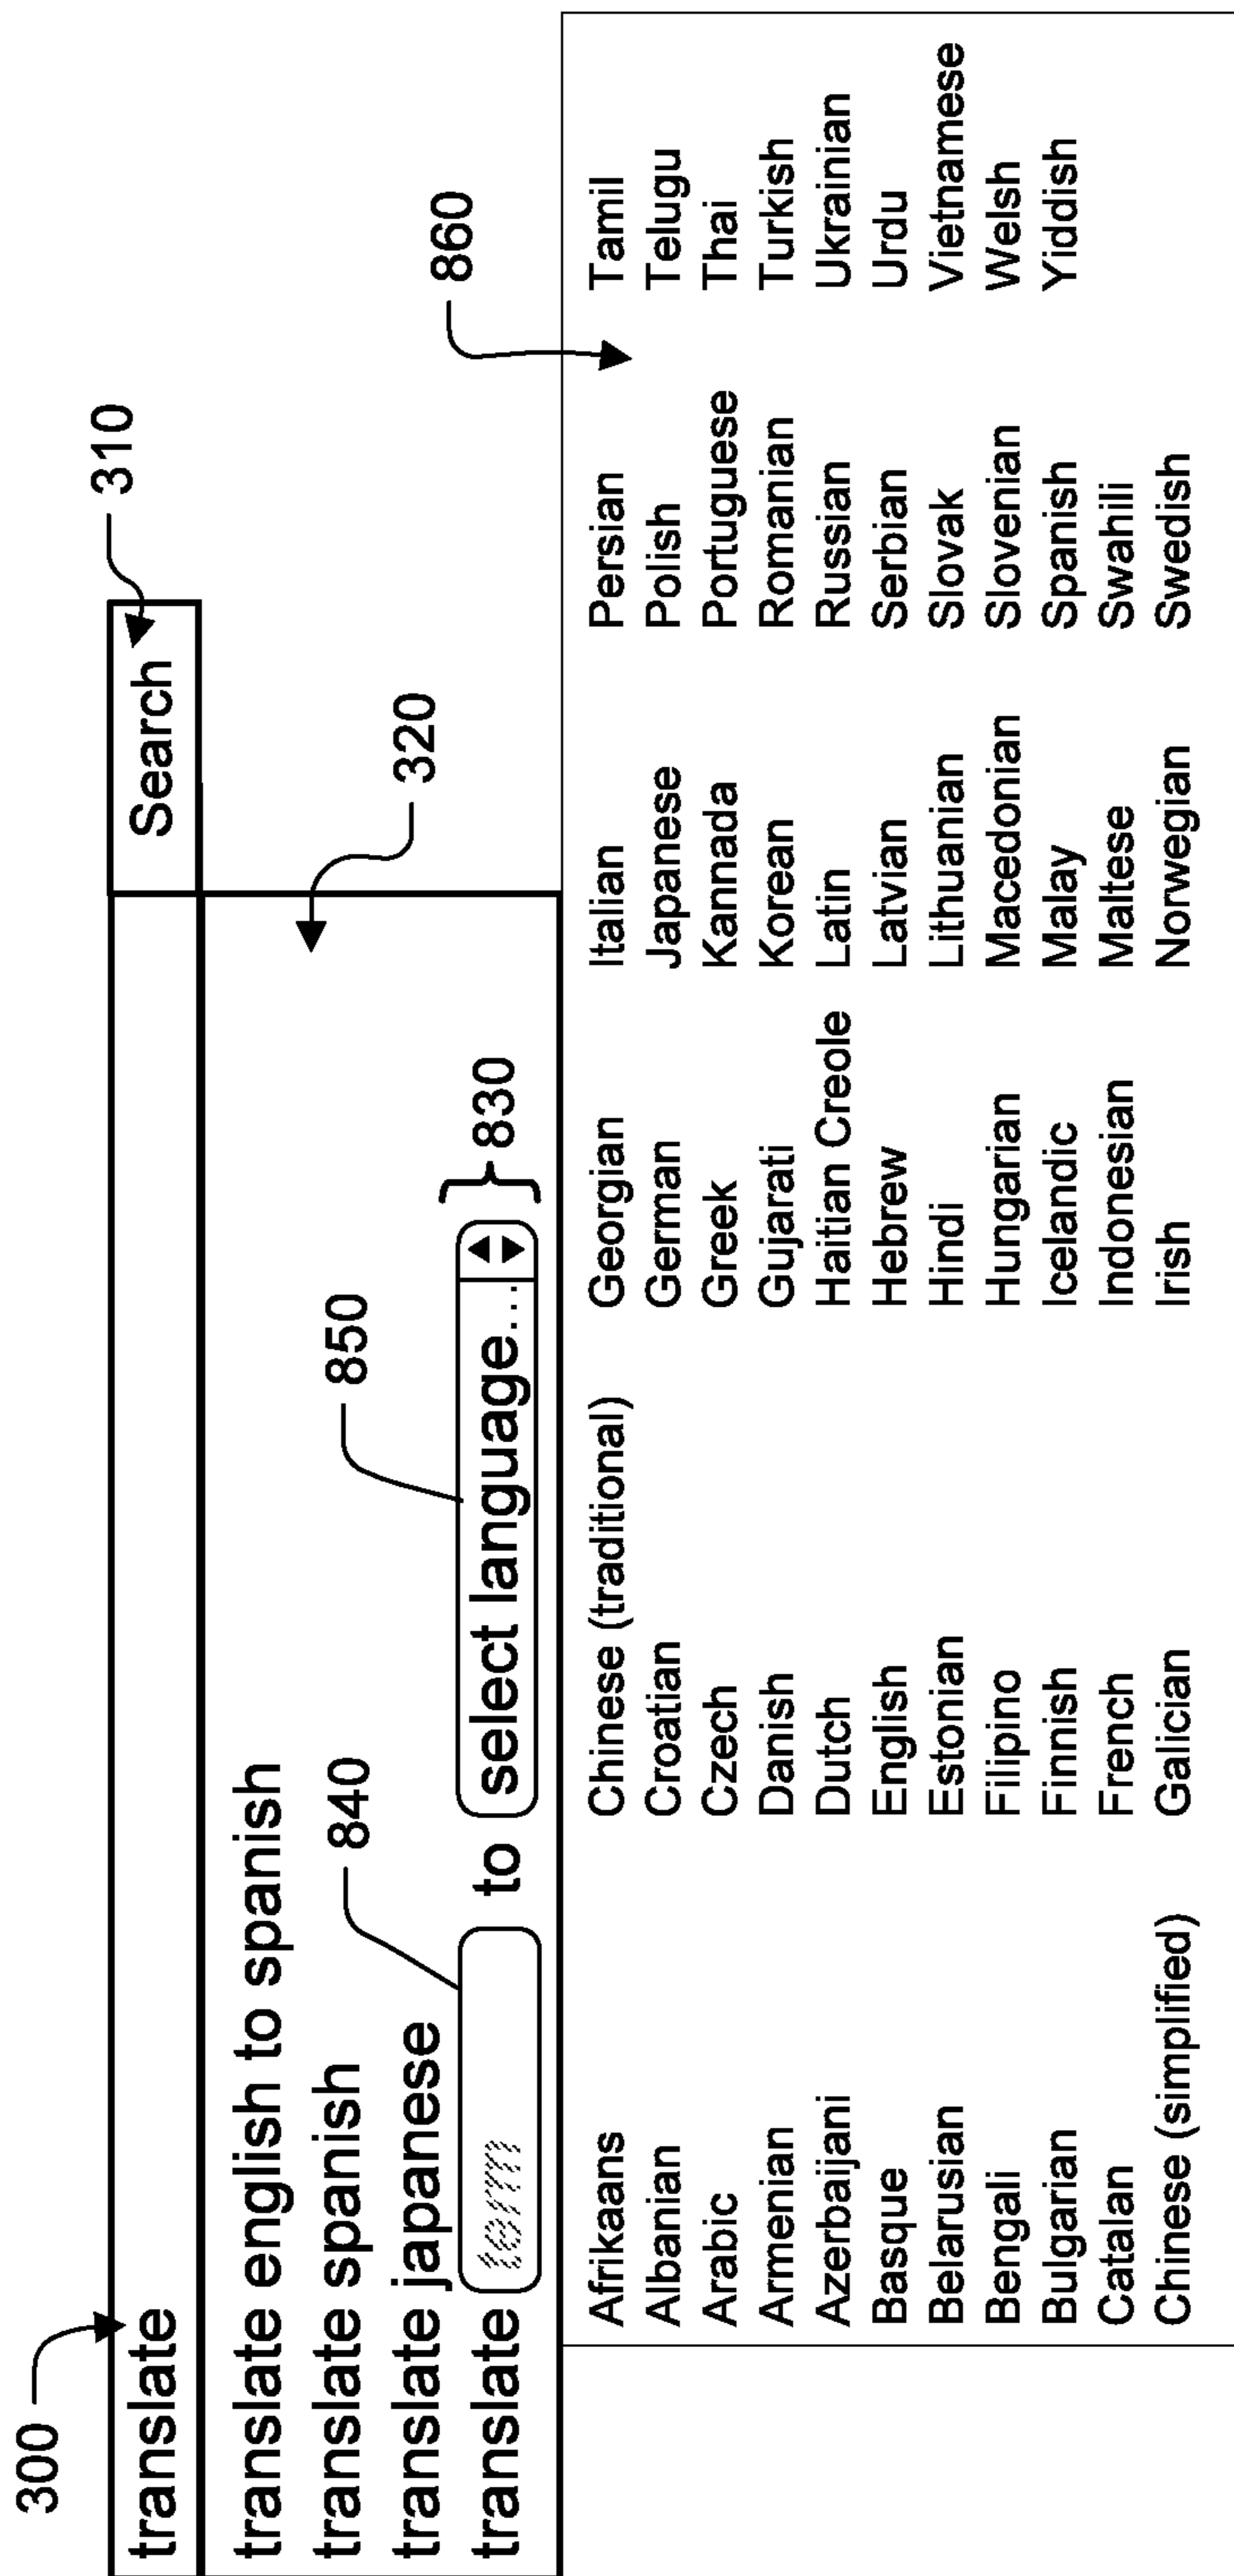 300
translate
Search
310
translate english to spanish
translate spanish
translate japanese
translate term to select language...
320
830
840
850
860
Afrikaans
Albanian
Arabic
Armenian
Azerbaijani
Basque
Belarusian
Bengali
Bulgarian
Catalan
Chinese (simplified)
Chinese (traditional)
Croatian
Czech
Danish
Dutch
English
Estonian
Filipino
Finnish
French
Galician
Georgian
German
Greek
Gujarati
Haitian Creole
Hebrew
Hindi
Hungarian
Icelandic
Indonesian
Irish
Italian
Japanese
Kannada
Korean
Latin
Latvian
Lithuanian
Macedonian
Malay
Maltese
Norwegian
Persian
Polish
Portuguese
Romanian
Russian
Serbian
Slovak
Slovenian
Spanish
Swahili
Swedish
Tamil
Telugu
Thai
Turkish
Ukrainian
Urdu
Vietnamese
Welsh
Yiddish